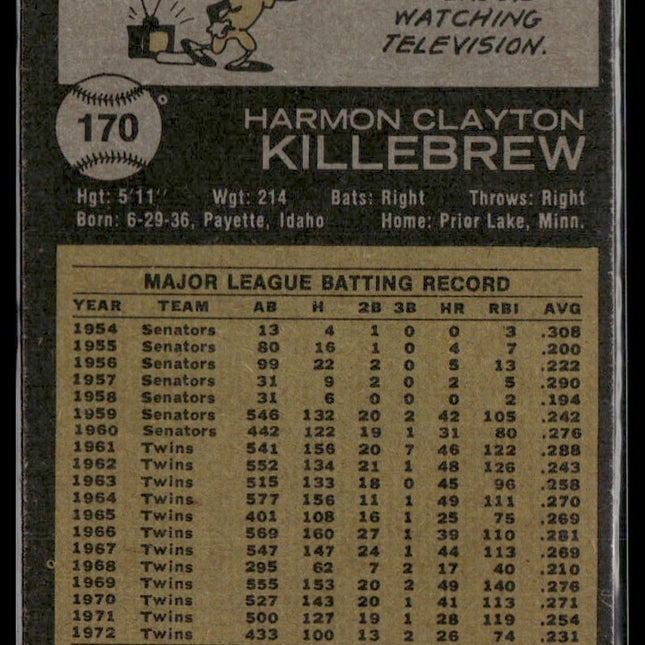 WATCHING
TELEVISION.
170
HARMON CLAYTON
KILLEBREW
Hgt: 5'11" Wgt: 214 Bats: Right Throws: Right
Born: 6-29-36, Payette, Idaho Home: Prior Lake, Minn.
MAJOR LEAGUE BATTING RECORD
YEAR TEAM AB H 2B 3B HR RBI AVG
1954 Senators 13 4 1 0 0 3 .308
1955 Senators 80 16 1 0 4 7 .200
1956 Senators 99 22 2 0 5 13 .222
1957 Senators 31 9 2 0 2 5 .290
1958 Senators 31 6 0 0 0 2 .194
1959 Senators 546 132 20 2 42 105 .242
1960 Senators 442 122 19 1 31 80 .276
1961 Twins 541 156 20 7 46 122 .288
1962 Twins 552 134 21 1 48 126 .243
1963 Twins 515 133 18 0 45 96 .258
1964 Twins 577 156 11 1 49 111 .270
1965 Twins 401 108 16 1 25 75 .269
1966 Twins 569 160 27 1 39 110 .281
1967 Twins 547 147 24 1 44 113 .269
1968 Twins 295 62 7 2 17 40 .210
1969 Twins 555 153 20 2 49 140 .276
1970 Twins 527 143 20 1 41 113 .271
1971 Twins 500 127 19 1 28 119 .254
1972 Twins 433 100 13 2 26 74 .231